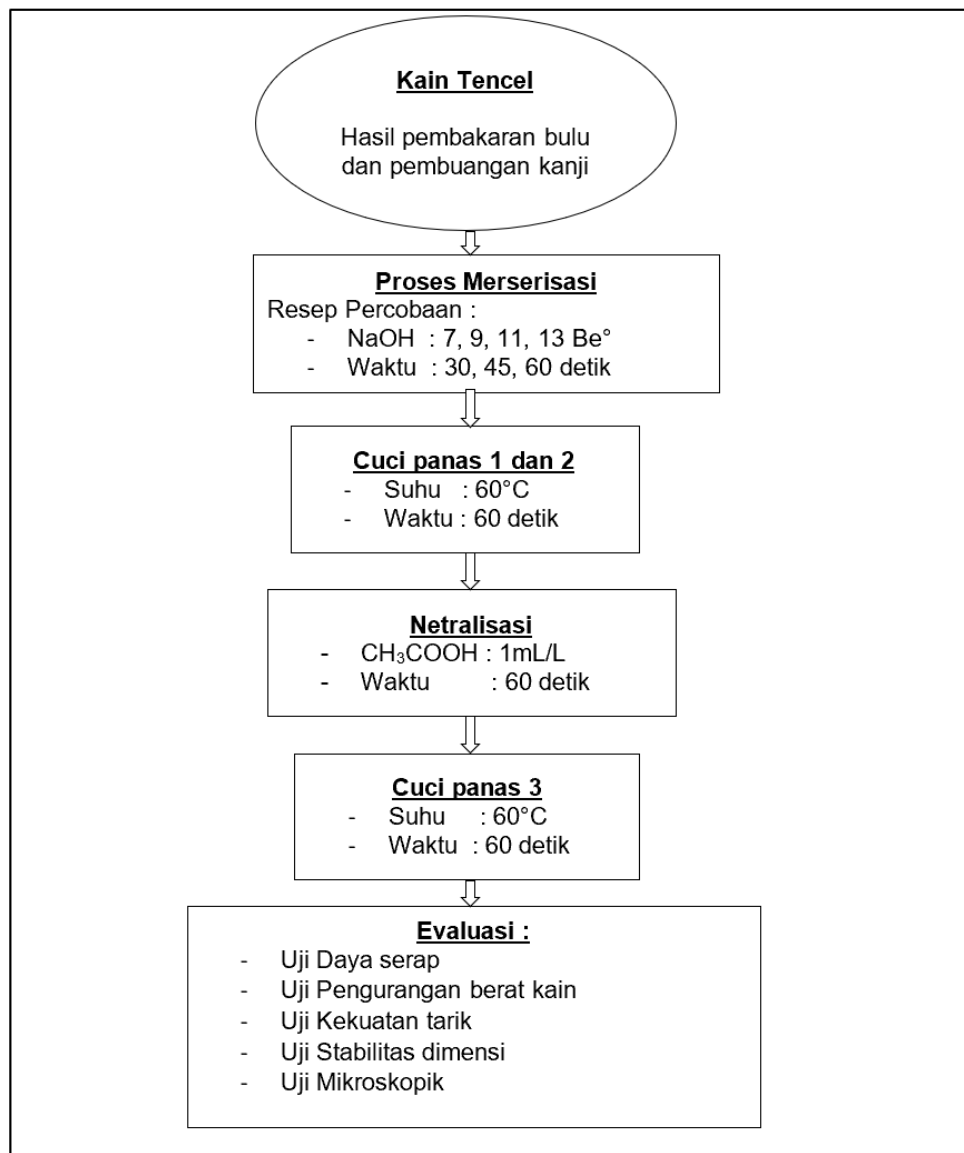 Kain Tencel
Hasil pembakaran bulu
dan pembuangan kanji
Proses Merserisasi
Resep Percobaan :
- NaOH : 7, 9, 11, 13 Be°
- Waktu : 30, 45, 60 detik
Cuci panas 1 dan 2
- Suhu : 60°C
- Waktu : 60 detik
Netralisasi
- CH₃COOH : 1mL/L
- Waktu : 60 detik
Cuci panas 3
- Suhu : 60°C
- Waktu : 60 detik
Evaluasi :
- Uji Daya serap
- Uji Pengurangan berat kain
- Uji Kekuatan tarik
- Uji Stabilitas dimensi
- Uji Mikroskopik